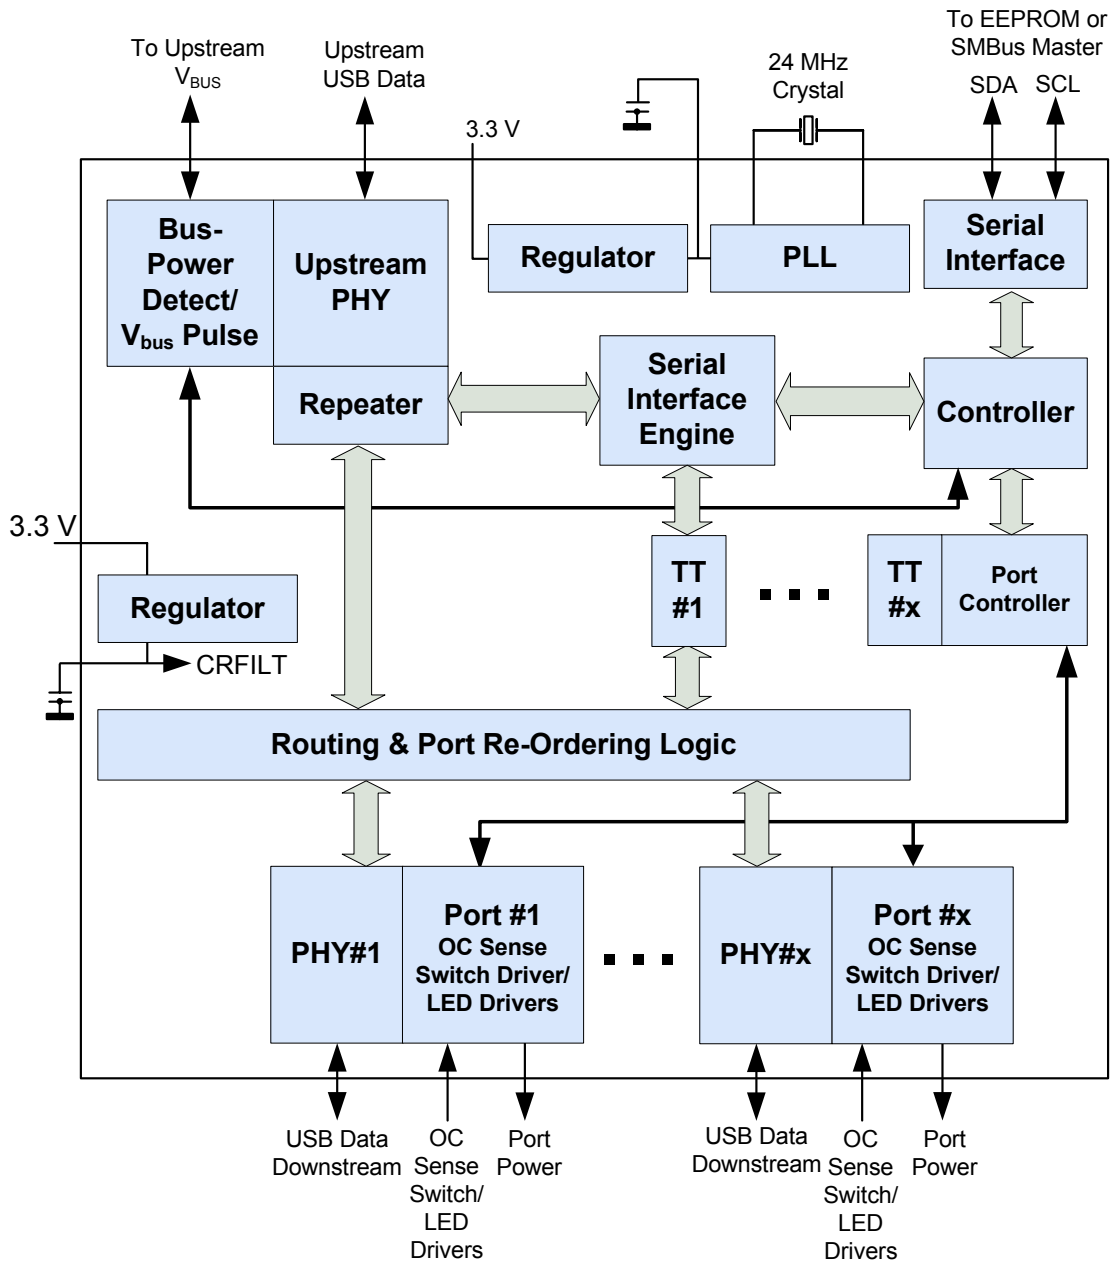 To Upstream
VBUS
Upstream
USB Data
3.3 V
24 MHz
Crystal
To EEPROM or
SMBus Master
SDA
SCL
Bus-
Power
Detect/
Vbus Pulse
Upstream
PHY
Repeater
Regulator
PLL
Serial
Interface
Serial
Interface
Engine
Controller
3.3 V
Regulator
CRFILT
TT
#1
TT
#x
Port
Controller
Routing & Port Re-Ordering Logic
PHY#1
Port #1
OC Sense
Switch Driver/
LED Drivers
PHY#x
Port #x
OC Sense
Switch Driver/
LED Drivers
USB Data
Downstream
OC
Sense
Switch/
LED
Drivers
Port
Power
USB Data
Downstream
OC
Sense
Switch/
LED
Drivers
Port
Power